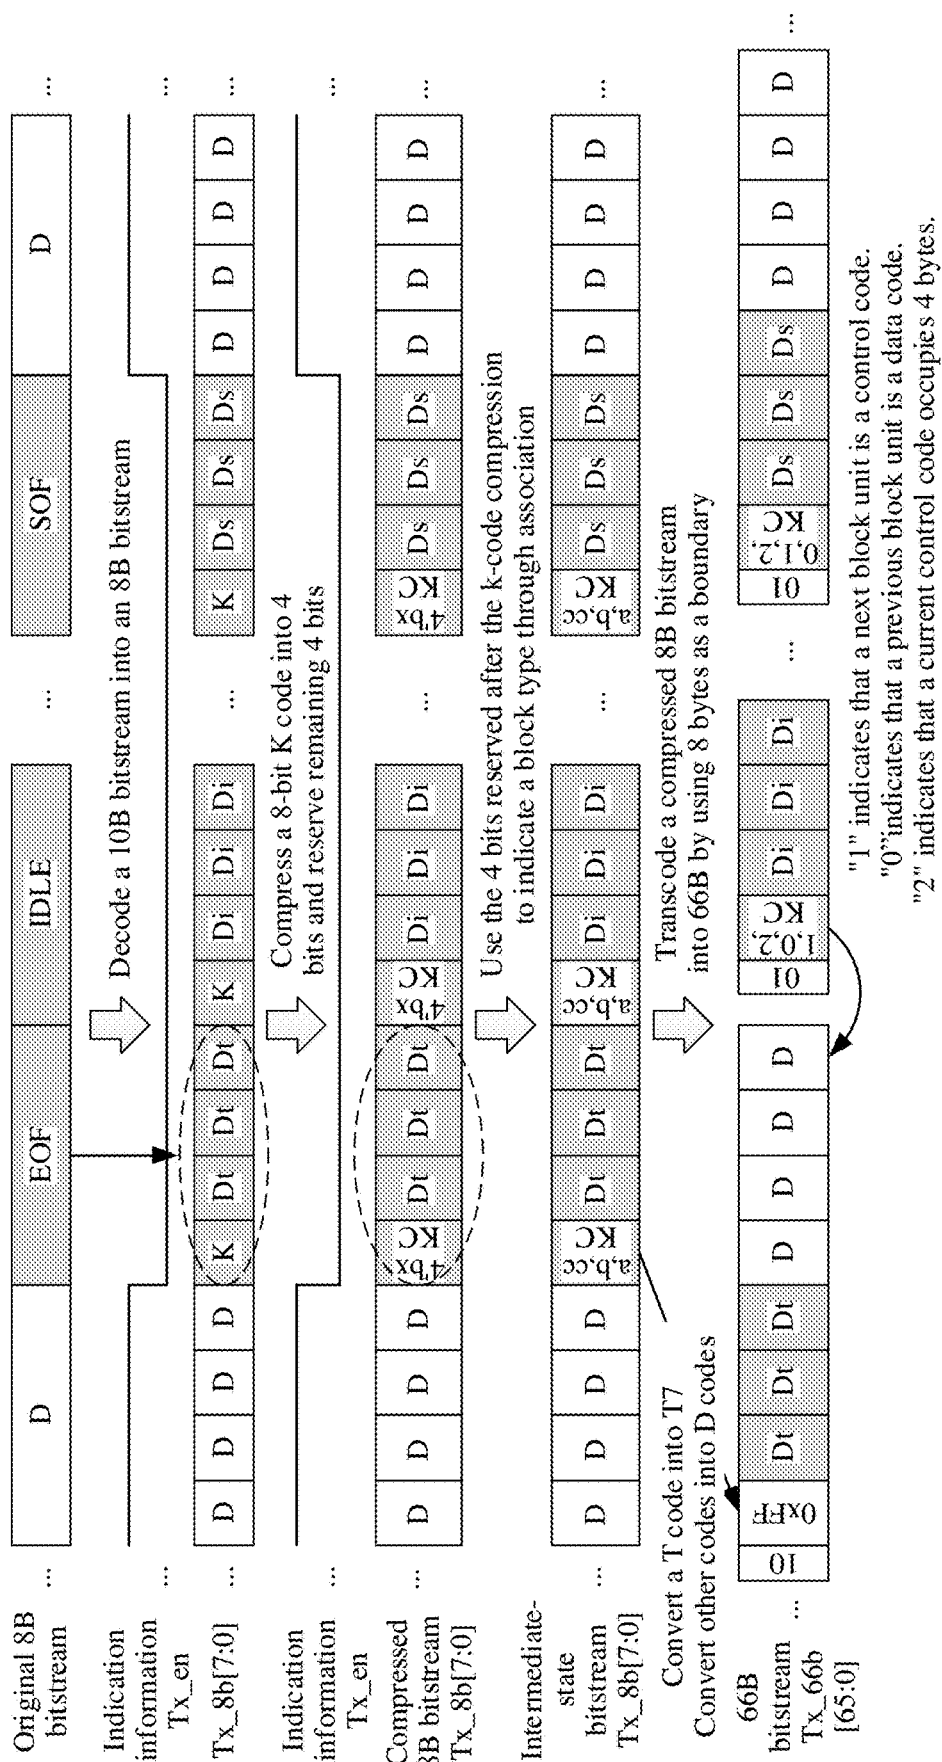 Original 8B
bitstream
... D EOF IDLE ... SOF D ...
Indication
information
Tx_en
... ...
Decode a 10B bitstream into an 8B bitstream
Tx_8b[7:0]
... D D D D K Dt Dt Dt K Di Di Di ... K Ds Ds Ds D D D D ...
Indication
information
Tx_en
... ...
Compress a 8-bit K code into 4
bits and reserve remaining 4 bits
Compressed
8B bitstream
Tx_8b[7:0]
... D D D D 4'bx KC Dt Dt Dt 4'bx KC Di Di Di ... 4'bx KC Ds Ds Ds D D D D ...
Use the 4 bits reserved after the k-code compression
to indicate a block type through association
Intermediate-
state
bitstream
Tx_8b[7:0]
... D D D D a,b,cc KC Dt Dt Dt a,b,cc KC Di Di Di ... a,b,cc KC Ds Ds Ds D D D D ...
Convert a T code into T7
Convert other codes into D codes
Transcode a compressed 8B bitstream
into 66B by using 8 bytes as a boundary
66B
bitstream
Tx_66b
[65:0]
... 10 0xFF Dt Dt Dt D D D D 01 1,0,2, KC Di Di Di ... 01 0,1,2, KC Ds Ds Ds D D D D ...
"1" indicates that a next block unit is a control code.
"0"indicates that a previous block unit is a data code.
"2" indicates that a current control code occupies 4 bytes.